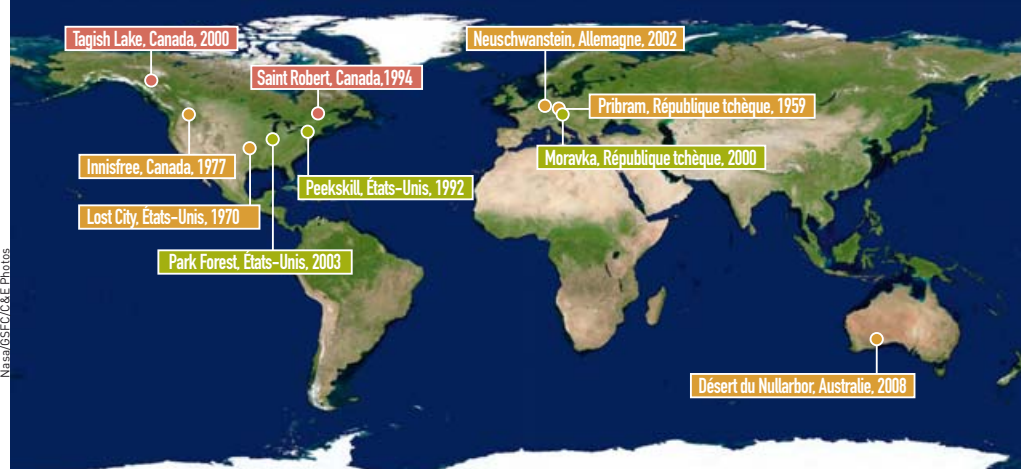 Tagish Lake, Canada, 2000
Neuschwanstein, Allemagne, 2002
Saint Robert, Canada,1994
Pribram, République tchèque, 1959
Moravka, République tchèque, 2000
Innisfree, Canada, 1977
Peekskill, États-Unis, 1992
Lost City, États-Unis, 1970
Park Forest, États-Unis, 2003
Désert du Nullarbor, Australie, 2008
Nasa/GSFC/C&E Photos